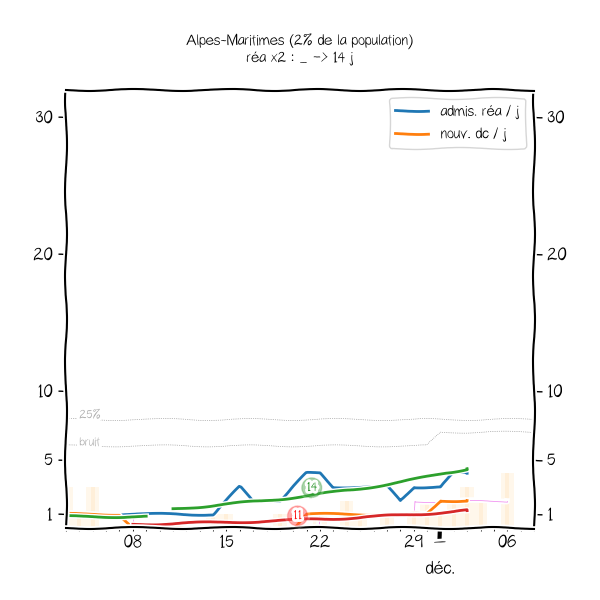 Alpes-Maritimes (2% de la population)
réa x2 : _ -> 14 j
admis. réa / j
nouv. dc / j
30 30
20 20
10 10
25%
bruit
5 5
14
11
1 1
08 15 22 29 _ 06
déc.